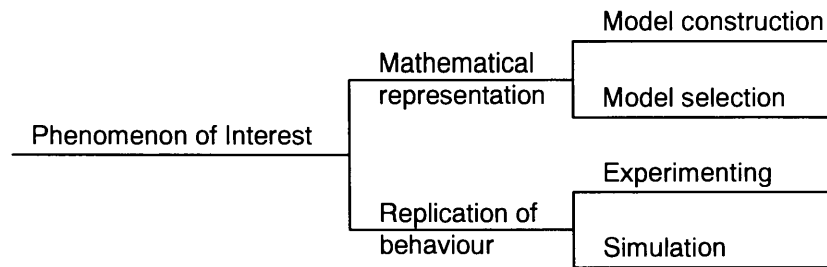 Model construction
Mathematical
representation
Model selection
Phenomenon of Interest
Experimenting
Replication of
behaviour
Simulation